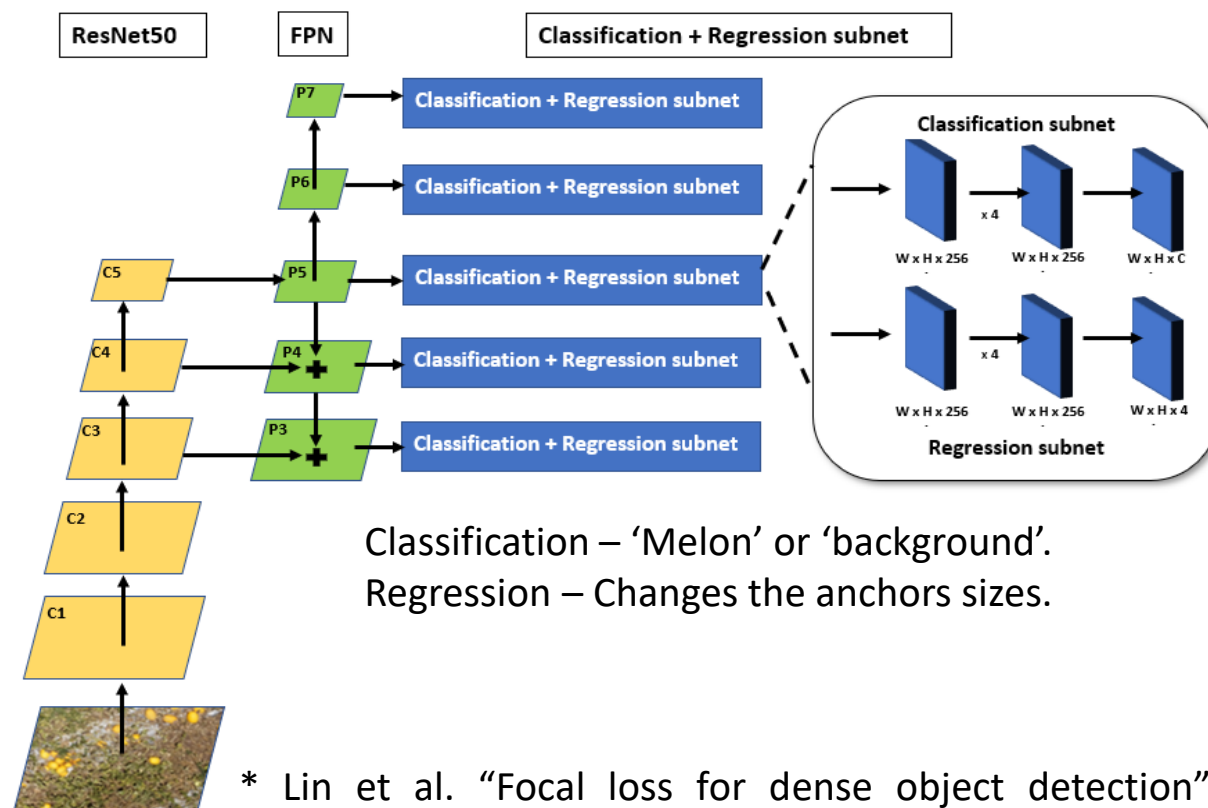 ResNet50
FPN
Classification + Regression subnet
P7
Classification + Regression subnet
P6
Classification + Regression subnet
C5
P5
Classification + Regression subnet
C4
P4
Classification + Regression subnet
C3
P3
Classification + Regression subnet
C2
C1
Classification subnet
x 4
W x H x 256
W x H x 256
W x H x C
x 4
W x H x 256
W x H x 256
W x H x 4
Regression subnet
Classification – ‘Melon’ or ‘background’.
Regression – Changes the anchors sizes.
* Lin et al. “Focal loss for dense object detection”